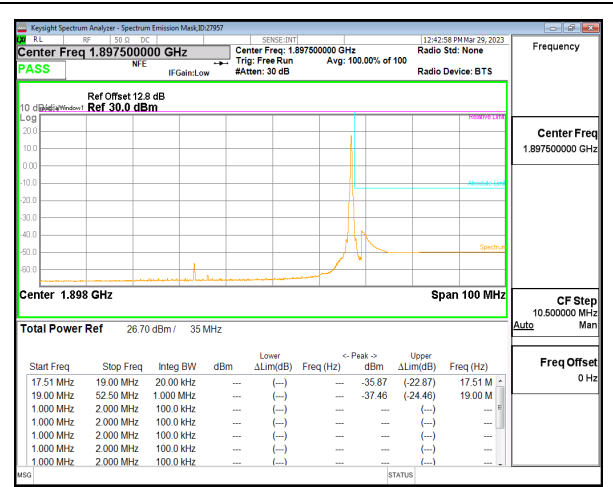 Keysight Spectrum Analyzer - Spectrum Emission Mask;ID:27957
RL RF 50 Ω DC SENSE:INT 12:42:58 PM Mar 29, 2023
Center Freq 1.897500000 GHz Center Freq: 1.897500000 GHz Radio Std: None
PASS NFE Trig: Free Run Avg: 100.00% of 100
IFGain:Low #Atten: 30 dB Radio Device: BTS
Ref Offset 12.8 dB
10 dB/div Window1 Ref 30.0 dBm
Log
Relative Limit
20.0
10.0
0.00
-10.0
Absolute Limit
-20.0
-30.0
-40.0
-50.0
Spectrum
-60.0
Center 1.898 GHz Span 100 MHz
Total Power Ref 26.70 dBm / 35 MHz
Lower <- Peak -> Upper
Start Freq Stop Freq Integ BW dBm ΔLim(dB) Freq (Hz) dBm ΔLim(dB) Freq (Hz)
17.51 MHz 19.00 MHz 20.00 kHz --- (---) --- -35.87 (-22.87) 17.51 M
19.00 MHz 52.50 MHz 1.000 MHz --- (---) --- -37.46 (-24.46) 19.00 M
1.000 MHz 2.000 MHz 100.0 kHz --- (---) --- --- (---) ---
1.000 MHz 2.000 MHz 100.0 kHz --- (---) --- --- (---) ---
1.000 MHz 2.000 MHz 100.0 kHz --- (---) --- --- (---) ---
1.000 MHz 2.000 MHz 100.0 kHz --- (---) --- --- (---) ---
1.000 MHz 2.000 MHz 100.0 kHz --- (---) --- --- (---) ---
MSG STATUS
Frequency
Center Freq
1.897500000 GHz
CF Step
10.500000 MHz
Auto Man
Freq Offset
0 Hz